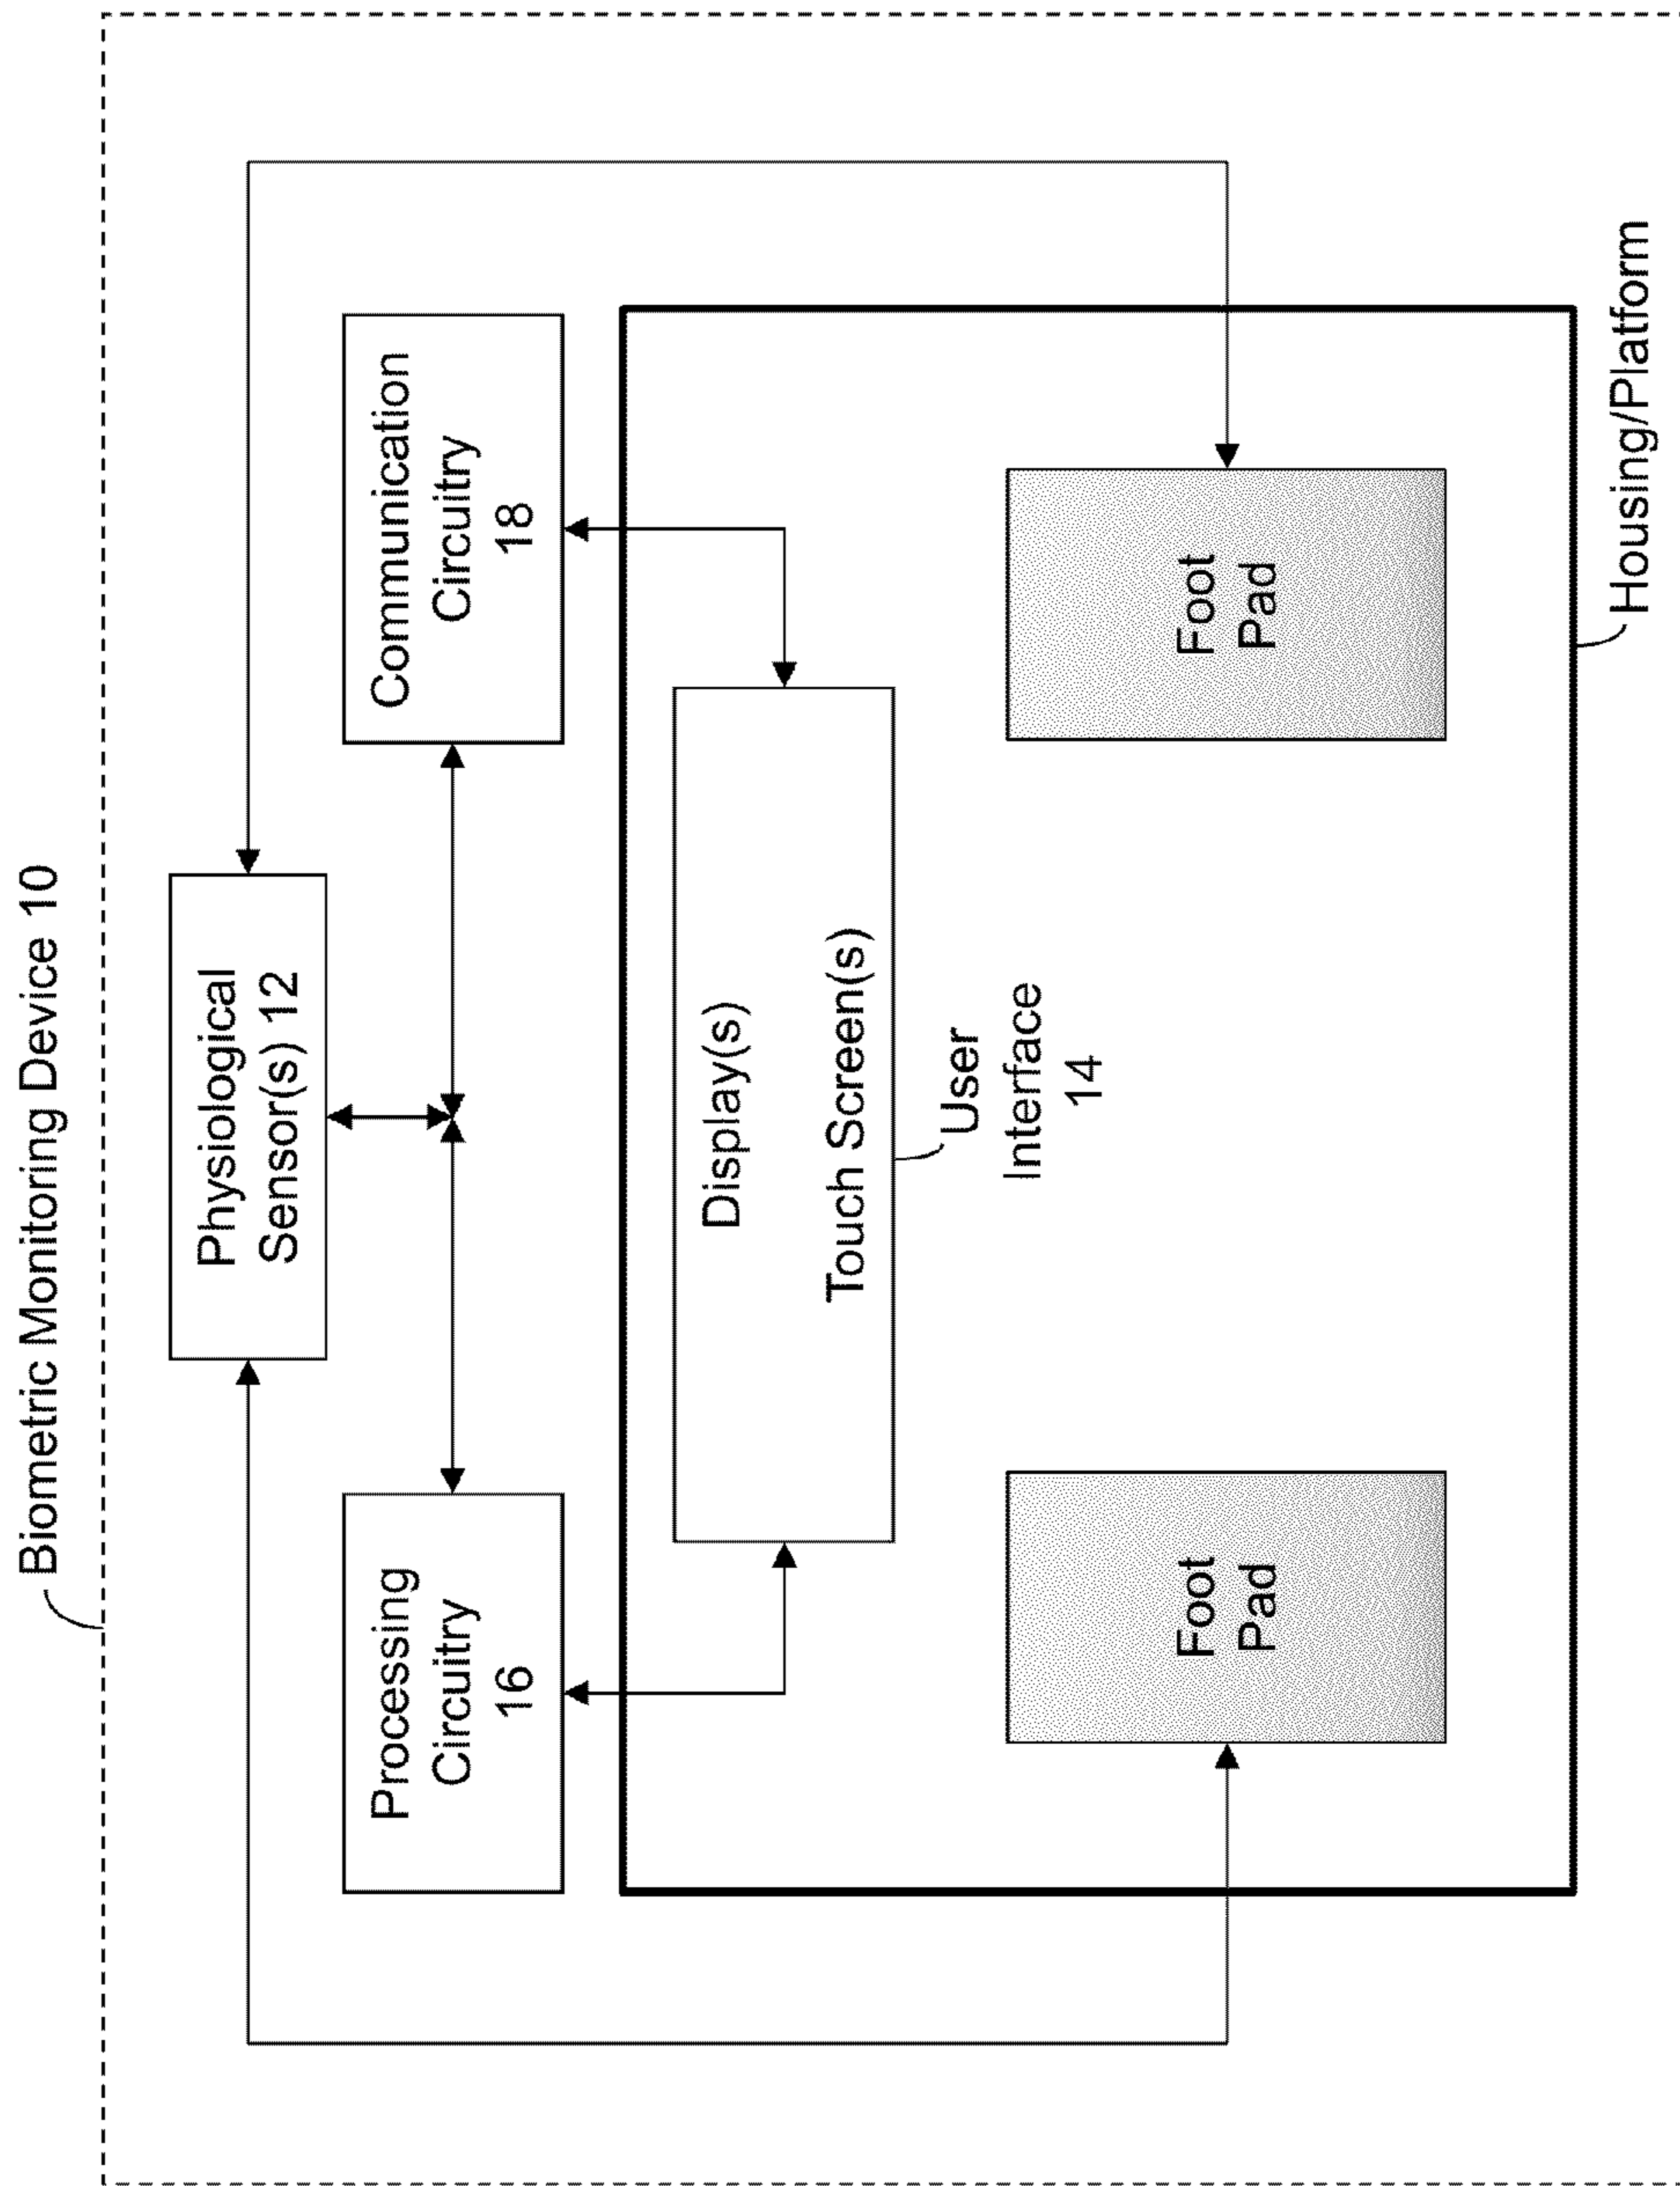 Biometric Monitoring Device 10
Physiological
Sensor(s) 12
Processing
Circuitry
16
Communication
Circuitry
18
Display(s)
Touch Screen(s)
User
Interface
14
Foot
Pad
Foot
Pad
Housing/Platform